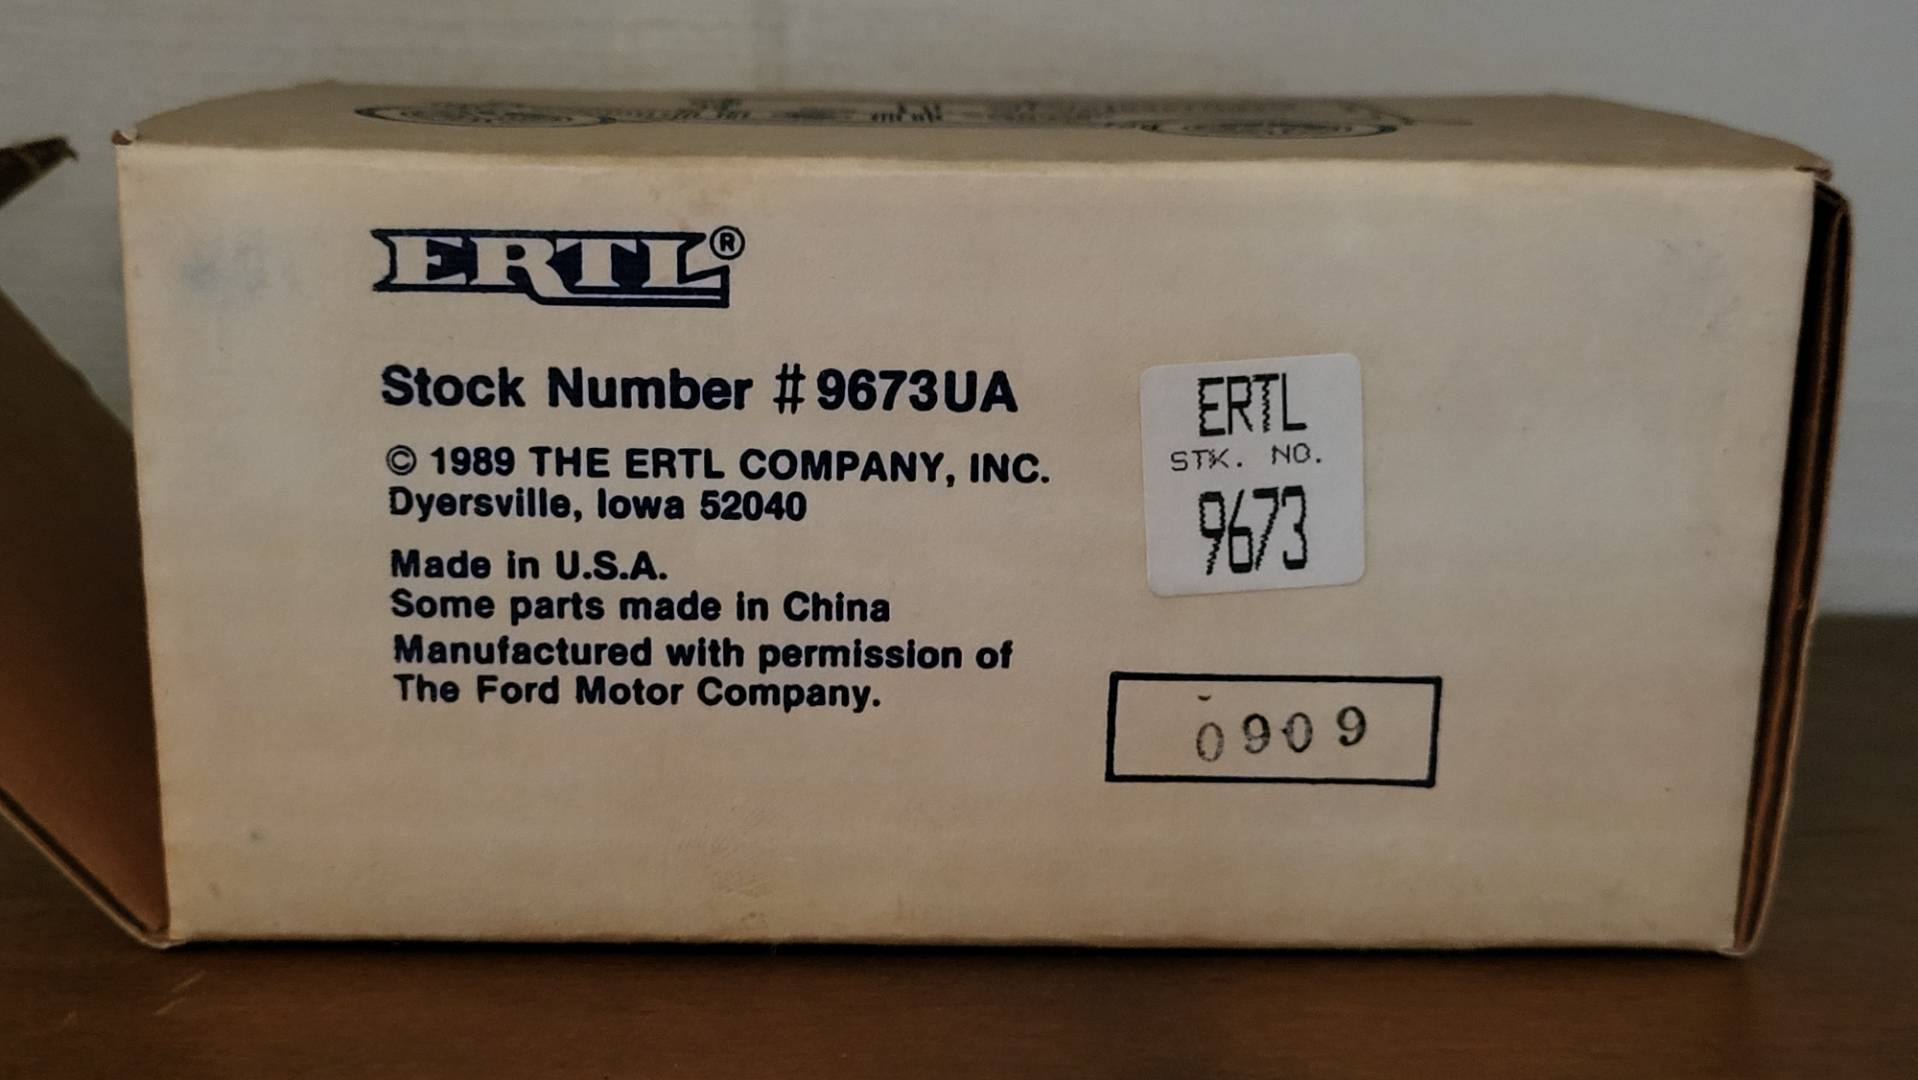 ERTL®
Stock Number #9673UA
© 1989 THE ERTL COMPANY, INC.
Dyersville, Iowa 52040
Made in U.S.A.
Some parts made in China
Manufactured with permission of
The Ford Motor Company.
ERTL
STK. NO.
9673
0909